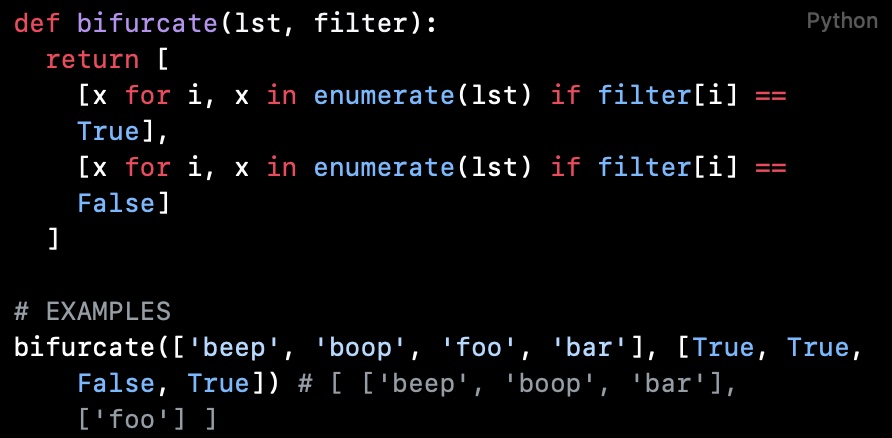 Python
def bifurcate(lst, filter):
  return [
    [x for i, x in enumerate(lst) if filter[i] ==
    True],
    [x for i, x in enumerate(lst) if filter[i] ==
    False]
  ]

# EXAMPLES
bifurcate(['beep', 'boop', 'foo', 'bar'], [True, True,
    False, True]) # [ ['beep', 'boop', 'bar'],
    ['foo'] ]